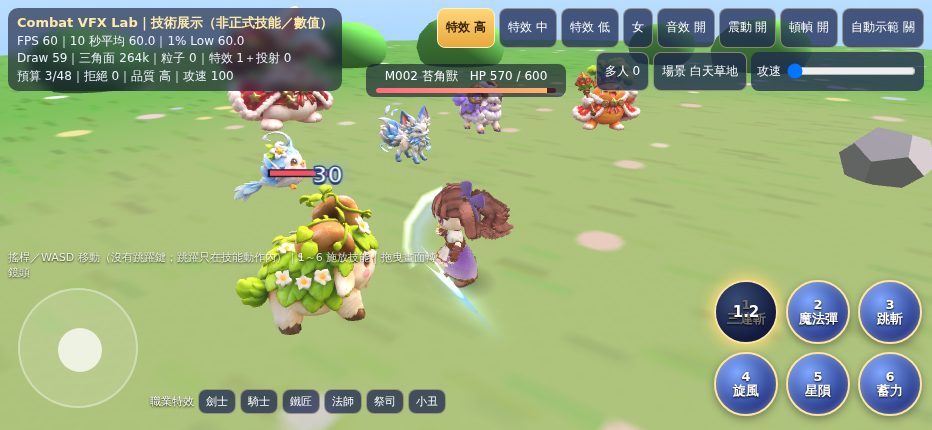 Combat VFX Lab｜技術展示（非正式技能／數值）
FPS 60｜10 秒平均 60.0｜1% Low 60.0
Draw 59｜三角面 264k｜粒子 0｜特效 1＋投射 0
預算 3/48｜拒絕 0｜品質 高｜攻速 100
特效 高
特效 中
特效 低
女
音效 開
震動 開
頓幀 開
自動示範 關
M002 苔角獸 HP 570 / 600
多人 0
場景 白天草地
攻速
30
搖桿／WASD 移動（沒有跳躍鍵；跳躍只在技能動作內）｜1～6 施放技能｜拖曳畫面轉
鏡頭
1
1.2
三連斬
2
魔法彈
3
跳斬
4
旋風
5
星隕
6
蓄力
職業特效
劍士
騎士
鐵匠
法師
祭司
小丑